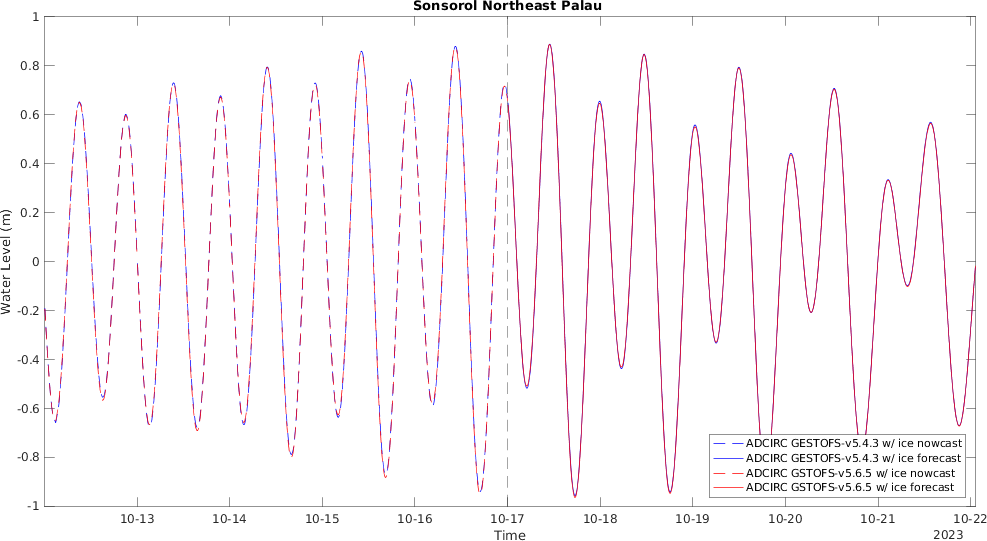 Sonsorol Northeast Palau
1
0.8
0.6
0.4
0.2
0
-0.2
-0.4
-0.6
-0.8
-1
Water Level (m)
ADCIRC GESTOFS-v5.4.3 w/ ice nowcast
ADCIRC GESTOFS-v5.4.3 w/ ice forecast
ADCIRC GSTOFS-v5.6.5 w/ ice nowcast
ADCIRC GSTOFS-v5.6.5 w/ ice forecast
10-13 10-14 10-15 10-16 10-17 10-18 10-19 10-20 10-21 10-22
Time
2023